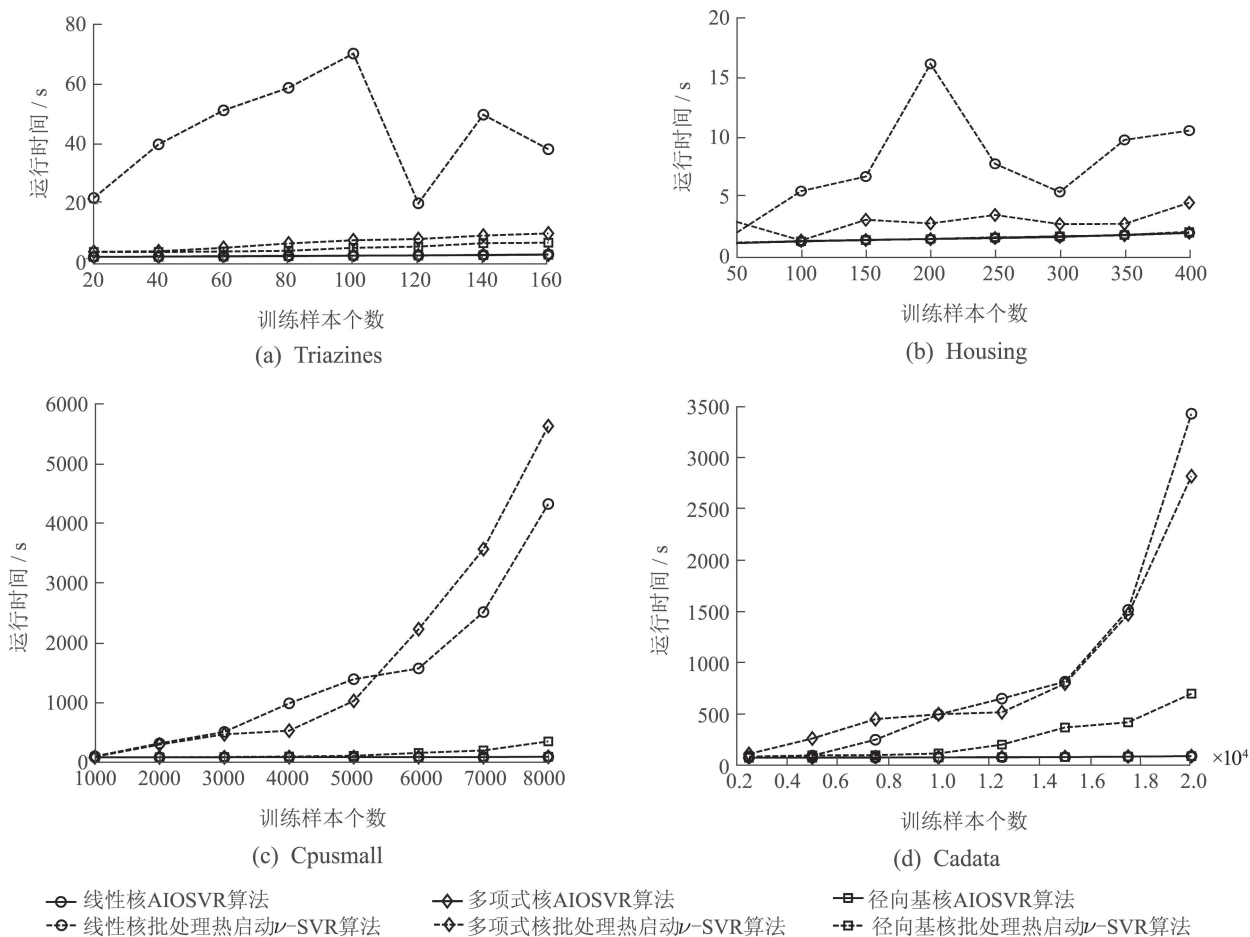 80
60
40
20
0
运行时间 / s
20 40 60 80 100 120 140 160
训练样本个数
(a) Triazines
20
15
10
5
0
运行时间 / s
50 100 150 200 250 300 350 400
训练样本个数
(b) Housing
6000
5000
4000
3000
2000
1000
0
运行时间 / s
1000 2000 3000 4000 5000 6000 7000 8000
训练样本个数
(c) Cpusmall
3500
3000
2500
2000
1500
1000
500
0
运行时间 / s
0.2 0.4 0.6 0.8 1.0 1.2 1.4 1.6 1.8 2.0 ×10⁴
训练样本个数
(d) Cadata
线性核AIOSVR算法 多项式核AIOSVR算法 径向基核AIOSVR算法
线性核批处理热启动ν-SVR算法 多项式核批处理热启动ν-SVR算法 径向基核批处理热启动ν-SVR算法